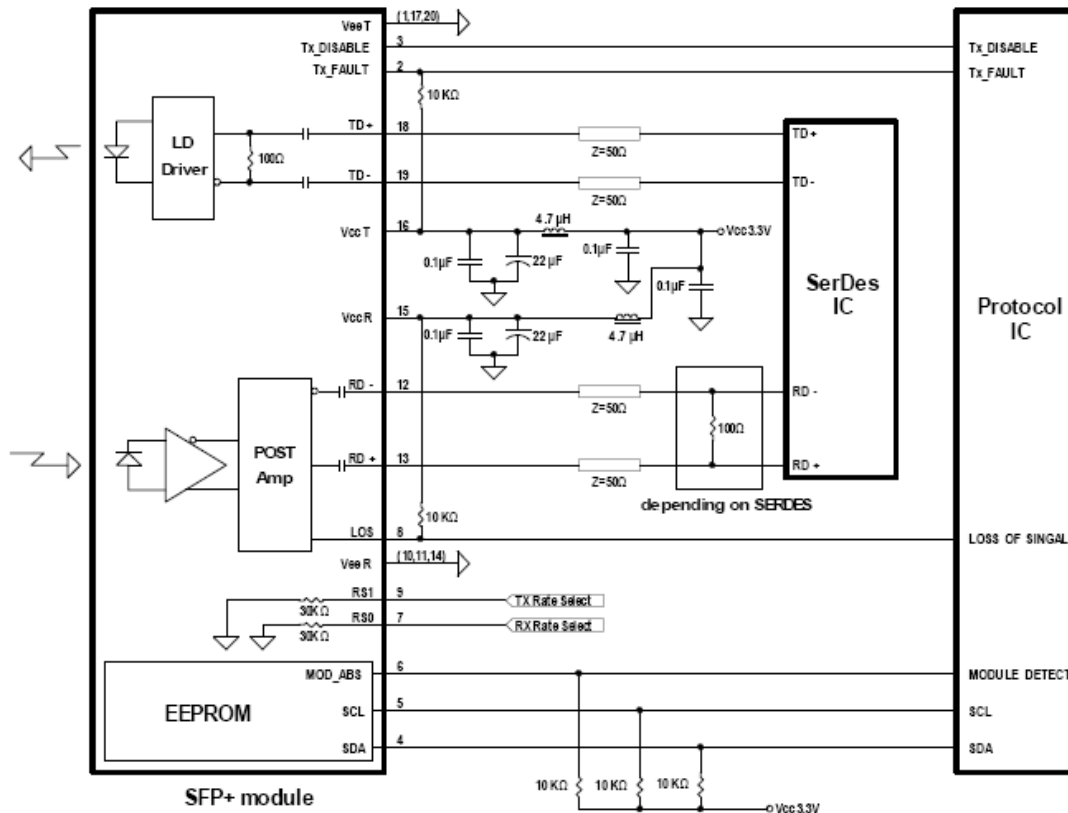 VeeT
(1,17,20)
Tx_DISABLE
3
Tx_DISABLE
Tx_FAULT
2
Tx_FAULT
10 KΩ
LD
Driver
100Ω
TD+
18
Z=50Ω
TD+
TD -
19
Z=50Ω
TD-
VccT
16
4.7 µH
Vcc3.3V
0.1µF
22 µF
0.1µF
0.1µF
SerDes
IC
Protocol
IC
VccR
15
0.1µF
22 µF
4.7 µH
RD -
12
Z=50Ω
100Ω
RD -
POST
Amp
RD +
13
Z=50Ω
RD +
depending on SERDES
10 KΩ
LOS
8
LOSS OF SINGAL
VeeR
(10,11,14)
RS1
9
TX Rate Select
30KΩ
RS0
7
RX Rate Select
30KΩ
MOD_ABS
6
MODULE DETECT
EEPROM
SCL
5
SCL
SDA
4
SDA
10 KΩ
10 KΩ
10 KΩ
Vcc3.3V
SFP+ module